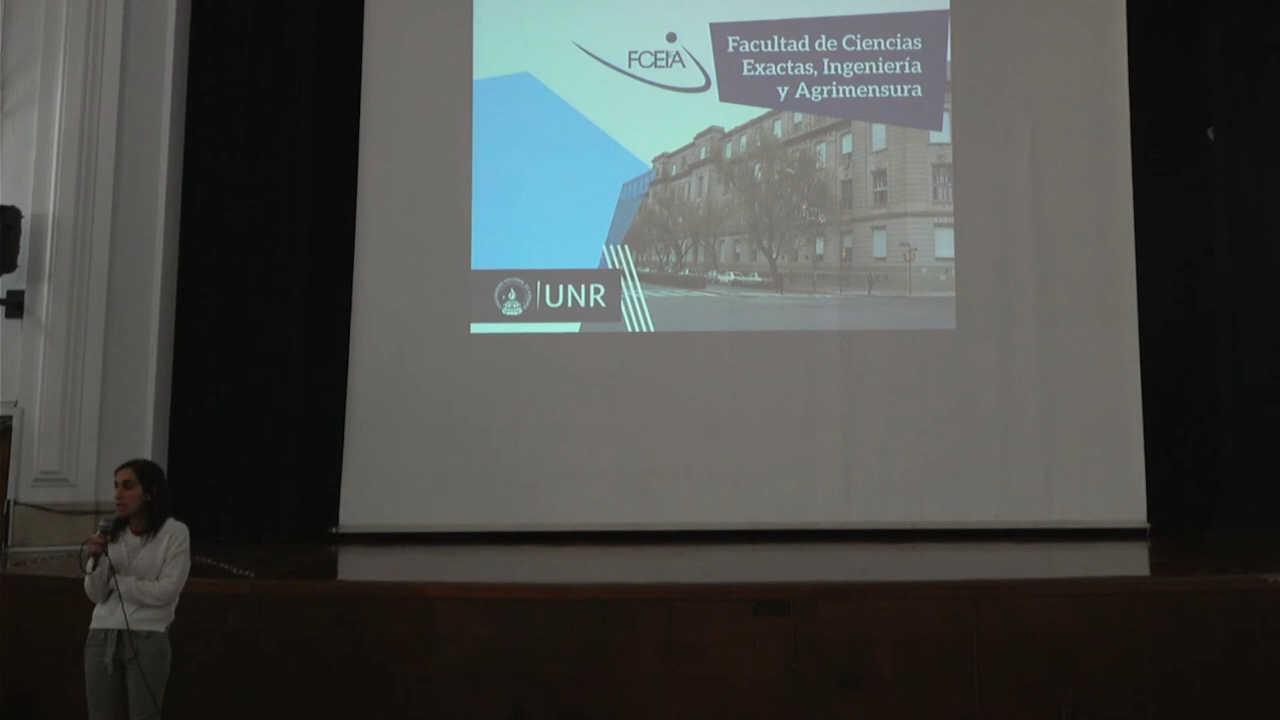 FCEIA
Facultad de Ciencias
Exactas, Ingeniería
y Agrimensura
UNR